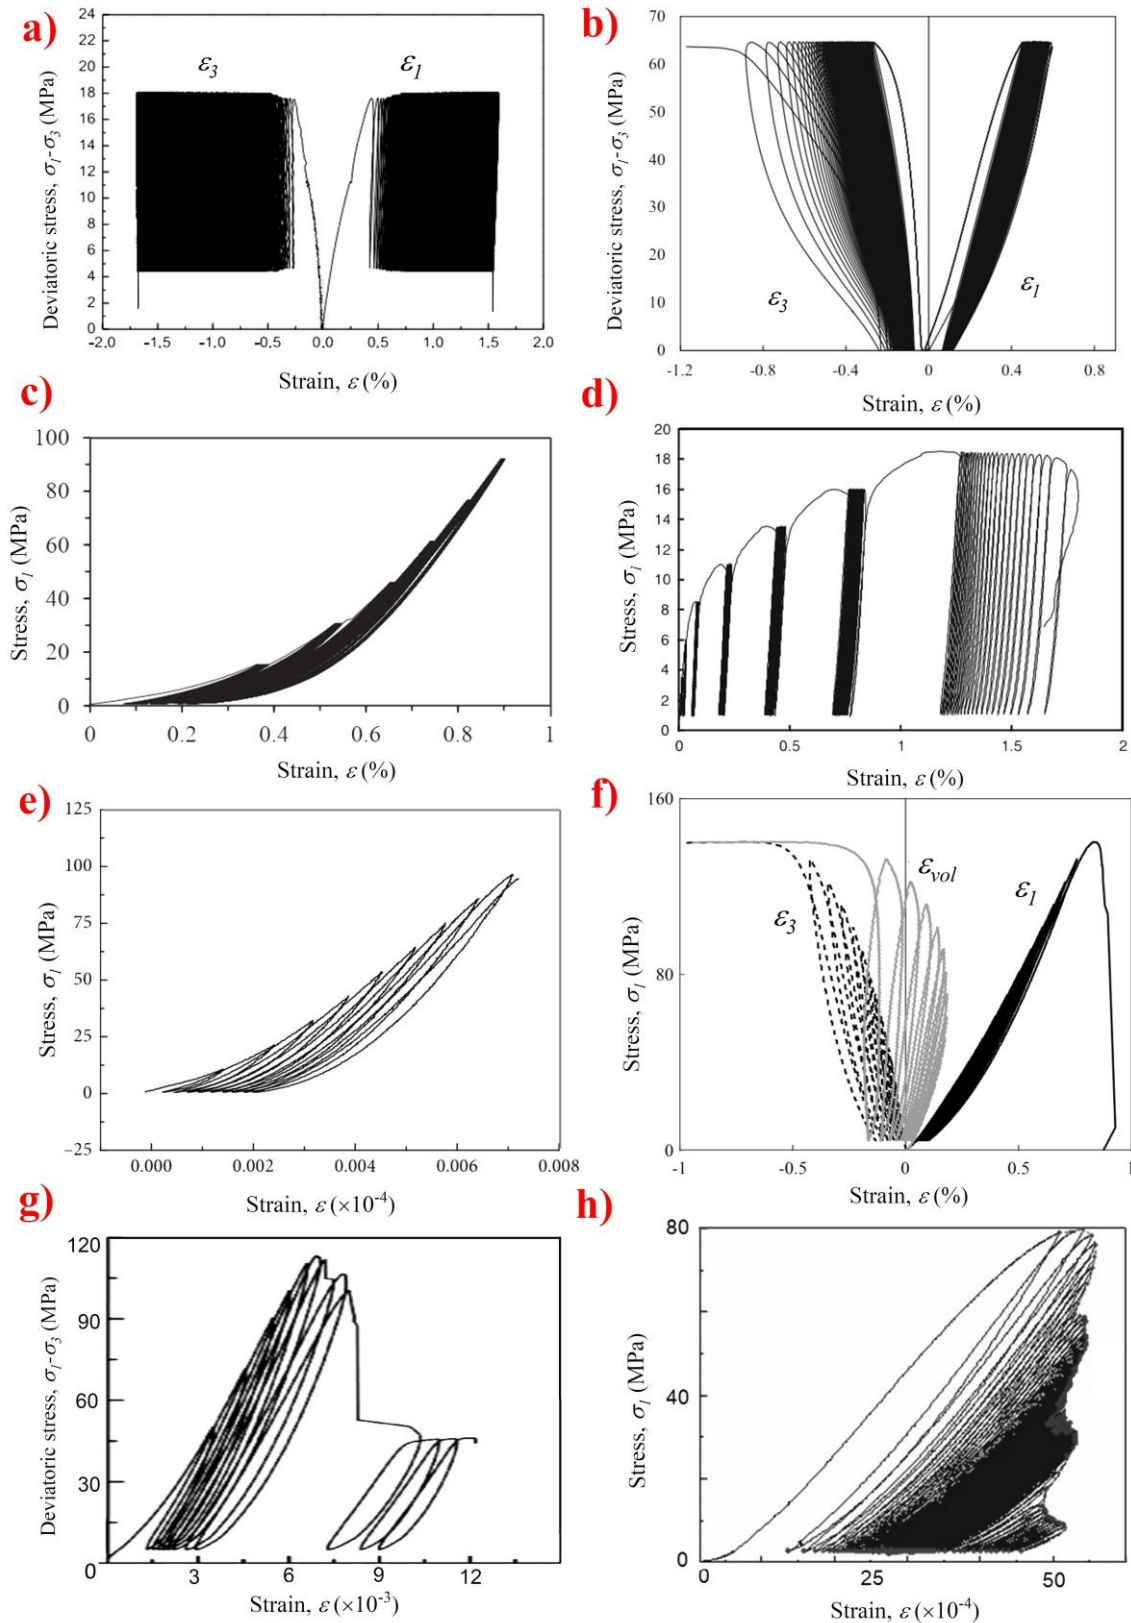 a)
24
22
20
18
16
14
12
10
8
6
4
2
0
Deviatoric stress, σ1-σ3 (MPa)
ε3
ε1
-2.0 -1.5 -1.0 -0.5 0.0 0.5 1.0 1.5 2.0
Strain, ε (%)
b)
70
60
50
40
30
20
10
0
Deviatoric stress, σ1-σ3 (MPa)
ε3
ε1
-1.2 -0.8 -0.4 0 0.4 0.8
Strain, ε (%)
c)
100
80
60
40
20
0
Stress, σ1 (MPa)
0 0.2 0.4 0.6 0.8 1
Strain, ε (%)
d)
20
18
16
14
12
10
8
6
4
2
0
Stress, σ1 (MPa)
0 0.5 1 1.5 2
Strain, ε (%)
e)
125
100
75
50
25
0
−25
Stress, σ1 (MPa)
0.000 0.002 0.004 0.006 0.008
Strain, ε (×10-4)
f)
160
80
0
Stress, σ1 (MPa)
εvol
ε1
ε3
-1 -0.5 0 0.5 1
Strain, ε (%)
g)
120
90
60
30
0
Deviatoric stress, σ1-σ3 (MPa)
3 6 9 12
Strain, ε (×10-3)
h)
80
40
0
Stress, σ1 (MPa)
0 25 50
Strain, ε (×10-4)